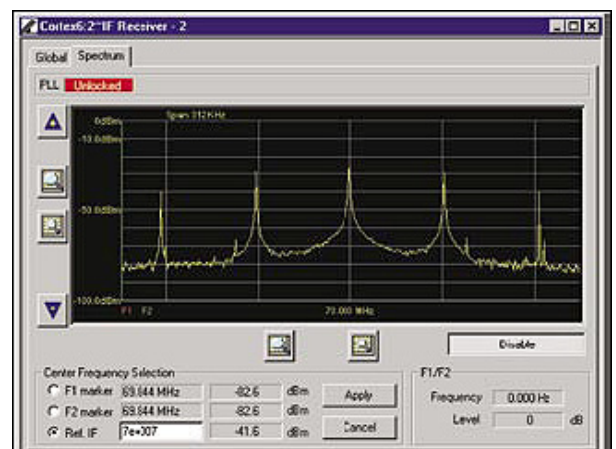 Cortex6:2~IF Receiver - 2
Global Spectrum
PLL Unlocked
Span 312KHz
0dBm
-10.0dBm
-50.0dBm
-100.0dBm
F1 F2 70.000 MHz
Disable
Center Frequency Selection
F1/F2
F1 marker 69.844 MHz -82.6 dBm Apply
Frequency 0.000 Hz
F2 marker 69.844 MHz -82.6 dBm
Level 0 dB
Ref. IF 7e+007 -41.6 dBm Cancel